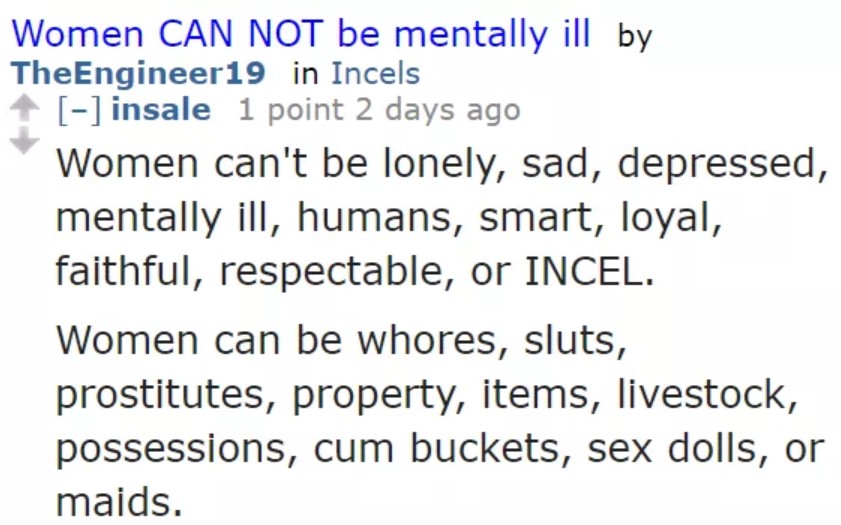 Women CAN NOT be mentally ill by
TheEngineer19 in Incels
[–] insale 1 point 2 days ago
Women can't be lonely, sad, depressed,
mentally ill, humans, smart, loyal,
faithful, respectable, or INCEL.
Women can be whores, sluts,
prostitutes, property, items, livestock,
possessions, cum buckets, sex dolls, or
maids.